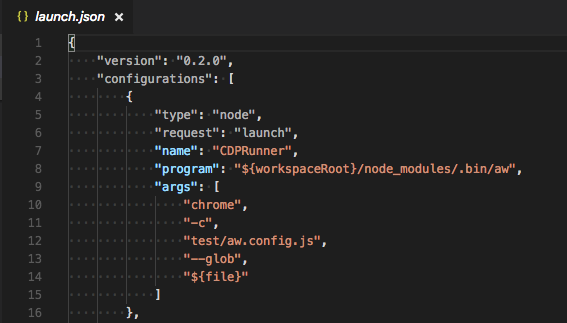 {} launch.json ×
1 {
2 "version": "0.2.0",
3 "configurations": [
4 {
5 "type": "node",
6 "request": "launch",
7 "name": "CDPRunner",
8 "program": "${workspaceRoot}/node_modules/.bin/aw",
9 "args": [
10 "chrome",
11 "-c",
12 "test/aw.config.js",
13 "--glob",
14 "${file}"
15 ]
16 },